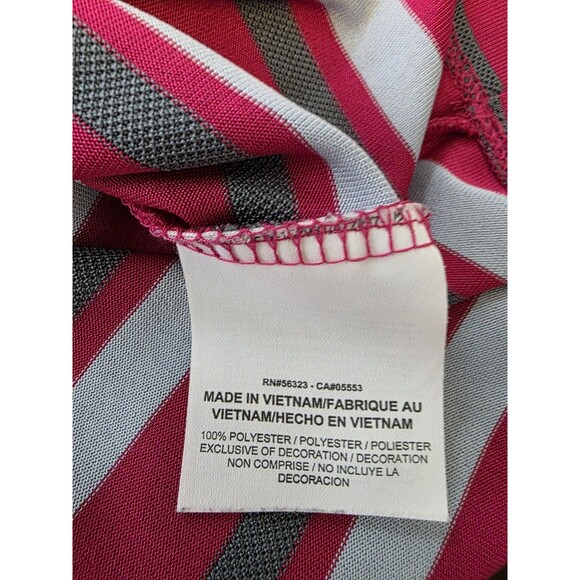 RN#56323 - CA#05553
MADE IN VIETNAM/FABRIQUE AU
VIETNAM/HECHO EN VIETNAM
100% POLYESTER / POLYESTER / POLIESTER
EXCLUSIVE OF DECORATION / DECORATION
NON COMPRISE / NO INCLUYE LA
DECORACION